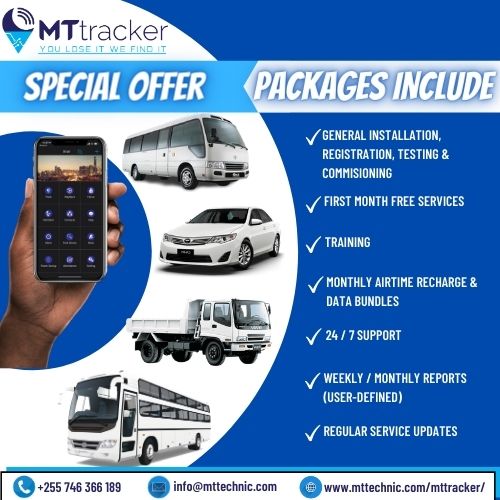 MTtracker
YOU LOSE IT WE FIND IT
SPECIAL OFFER
PACKAGES INCLUDE
GENERAL INSTALLATION,
REGISTRATION, TESTING &
COMMISIONING
FIRST MONTH FREE SERVICES
TRAINING
MONTHLY AIRTIME RECHARGE &
DATA BUNDLES
24 / 7 SUPPORT
WEEKLY / MONTHLY REPORTS
(USER-DEFINED)
REGULAR SERVICE UPDATES
+255 746 366 189
info@mttechnic.com
www.mttechnic.com/mttracker/